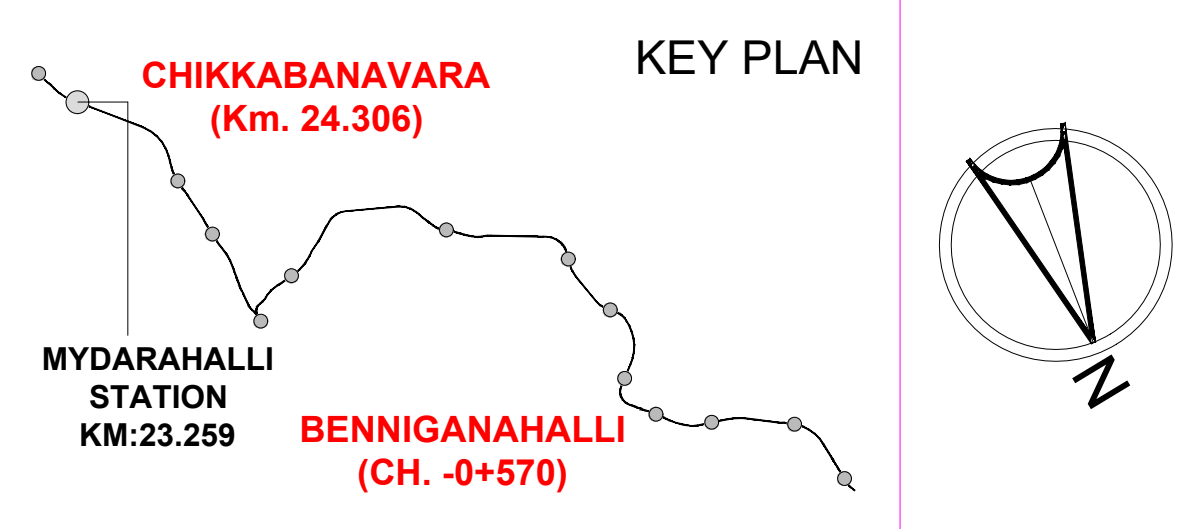 KEY PLAN
CHIKKABANAVARA
(Km. 24.306)
MYDARAHALLI
STATION
KM:23.259
BENNIGANAHALLI
(CH. -0+570)
N